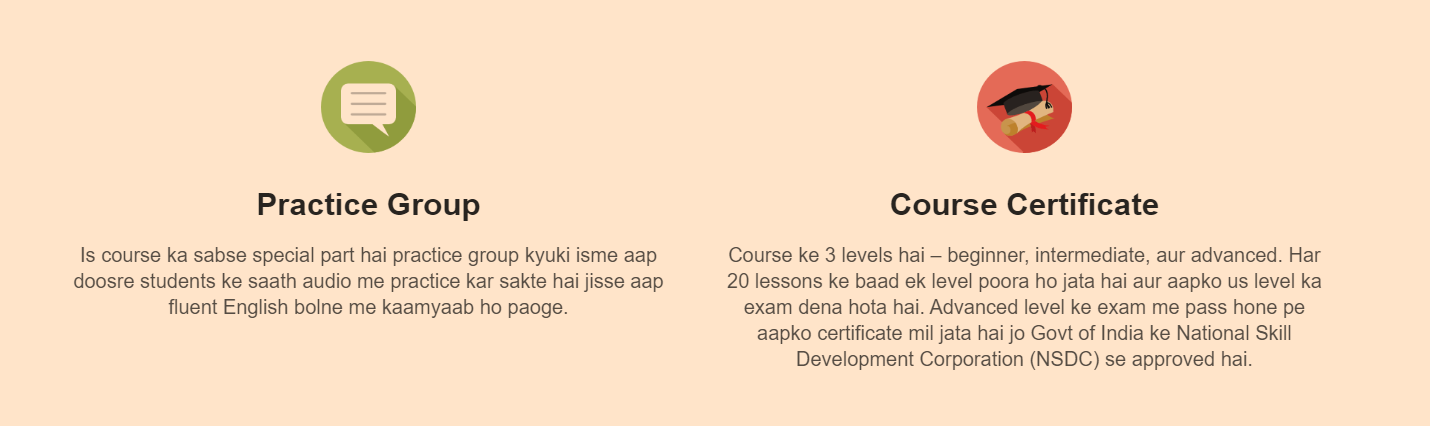 Practice Group
Is course ka sabse special part hai practice group kyuki isme aap
doosre students ke saath audio me practice kar sakte hai jisse aap
fluent English bolne me kaamyaab ho paoge.
Course Certificate
Course ke 3 levels hai – beginner, intermediate, aur advanced. Har
20 lessons ke baad ek level poora ho jata hai aur aapko us level ka
exam dena hota hai. Advanced level ke exam me pass hone pe
aapko certificate mil jata hai jo Govt of India ke National Skill
Development Corporation (NSDC) se approved hai.